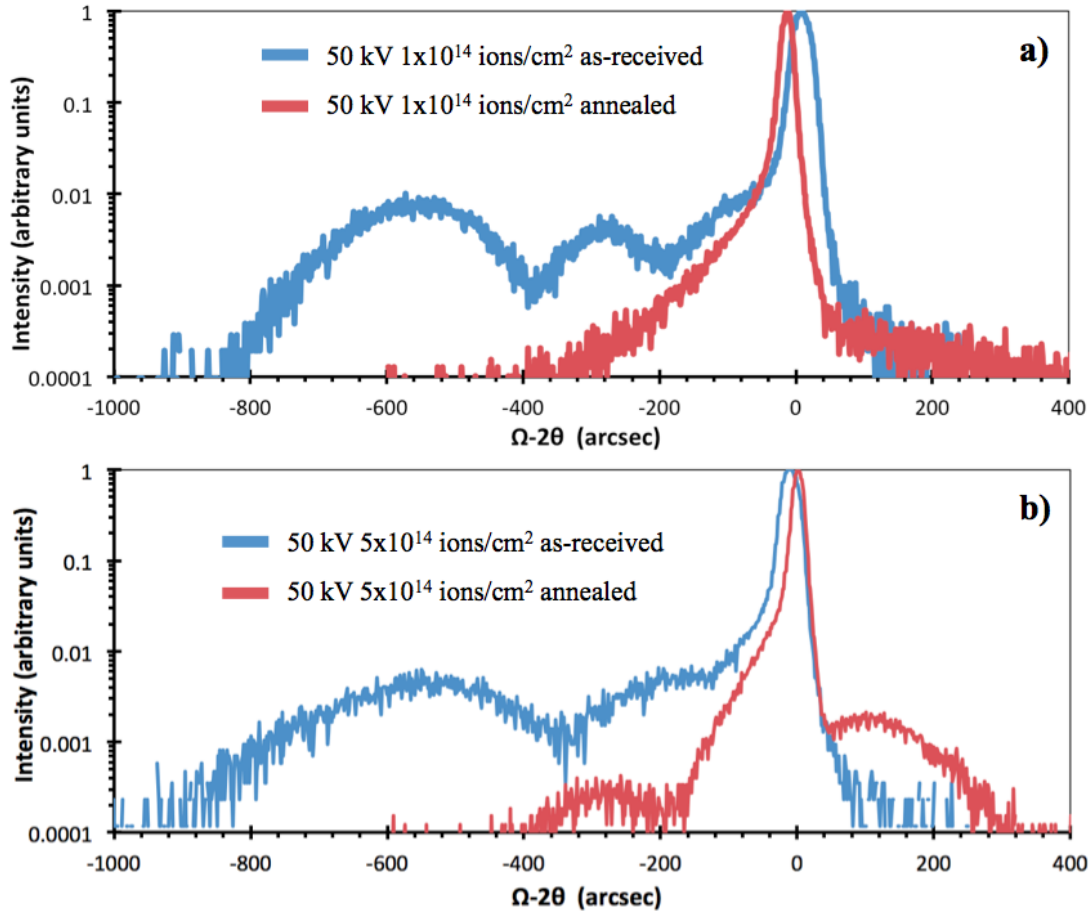 a)
50 kV 1x10¹⁴ ions/cm² as-received
50 kV 1x10¹⁴ ions/cm² annealed
Intensity (arbitrary units)
1
0.1
0.01
0.001
0.0001
-1000 -800 -600 -400 -200 0 200 400
Ω-2θ (arcsec)
b)
50 kV 5x10¹⁴ ions/cm² as-received
50 kV 5x10¹⁴ ions/cm² annealed
Intensity (arbitrary units)
1
0.1
0.01
0.001
0.0001
-1000 -800 -600 -400 -200 0 200 400
Ω-2θ (arcsec)